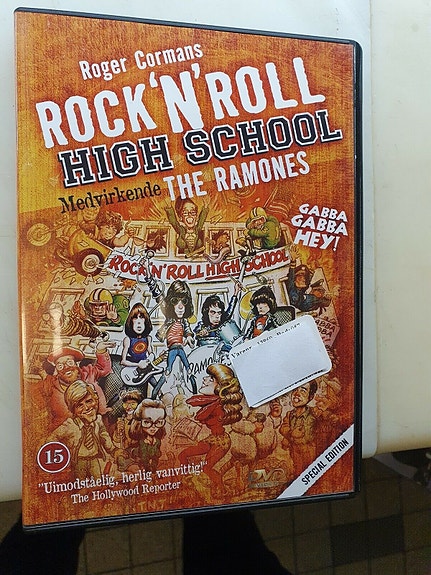 Roger Cormans
ROCK'N'ROLL
HIGH SCHOOL
Medvirkende THE RAMONES
GABBA
GABBA
HEY!
ROCK'N'ROLL HIGH SCHOOL
15
"Uimodståelig, herlig vanvittig!"
The Hollywood Reporter
DVD
SPECIAL EDITION